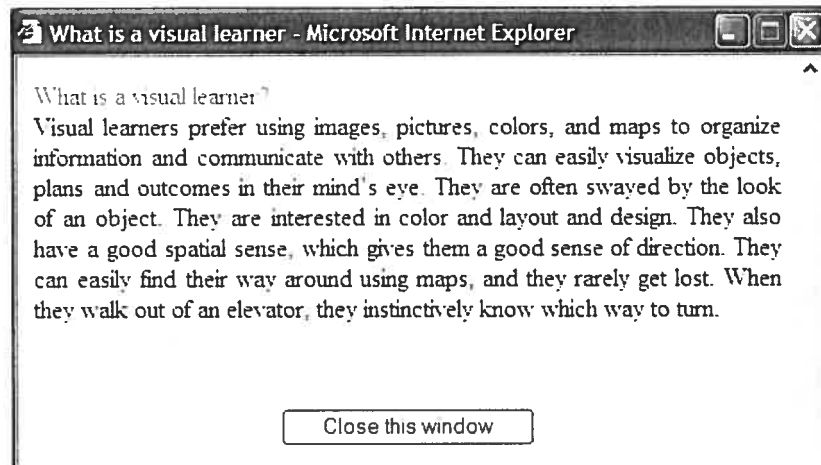 What is a visual learner - Microsoft Internet Explorer
What is a visual learner?
Visual learners prefer using images, pictures, colors, and maps to organize
information and communicate with others. They can easily visualize objects,
plans and outcomes in their mind's eye. They are often swayed by the look
of an object. They are interested in color and layout and design. They also
have a good spatial sense, which gives them a good sense of direction. They
can easily find their way around using maps, and they rarely get lost. When
they walk out of an elevator, they instinctively know which way to turn.
Close this window